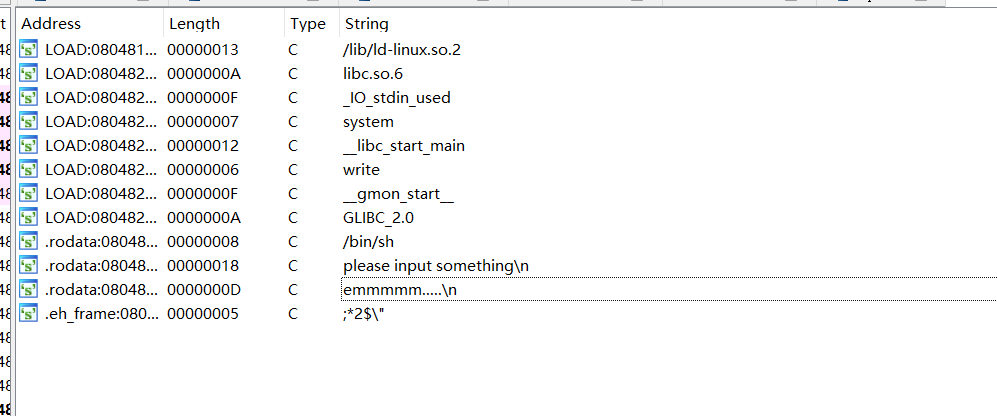 Address Length Type String
LOAD:080481... 00000013 C /lib/ld-linux.so.2
LOAD:080482... 0000000A C libc.so.6
LOAD:080482... 0000000F C _IO_stdin_used
LOAD:080482... 00000007 C system
LOAD:080482... 00000012 C __libc_start_main
LOAD:080482... 00000006 C write
LOAD:080482... 0000000F C __gmon_start__
LOAD:080482... 0000000A C GLIBC_2.0
.rodata:08048... 00000008 C /bin/sh
.rodata:08048... 00000018 C please input something\n
.rodata:08048... 0000000D C emmmmm.....\n
.eh_frame:080... 00000005 C ;*2$\"